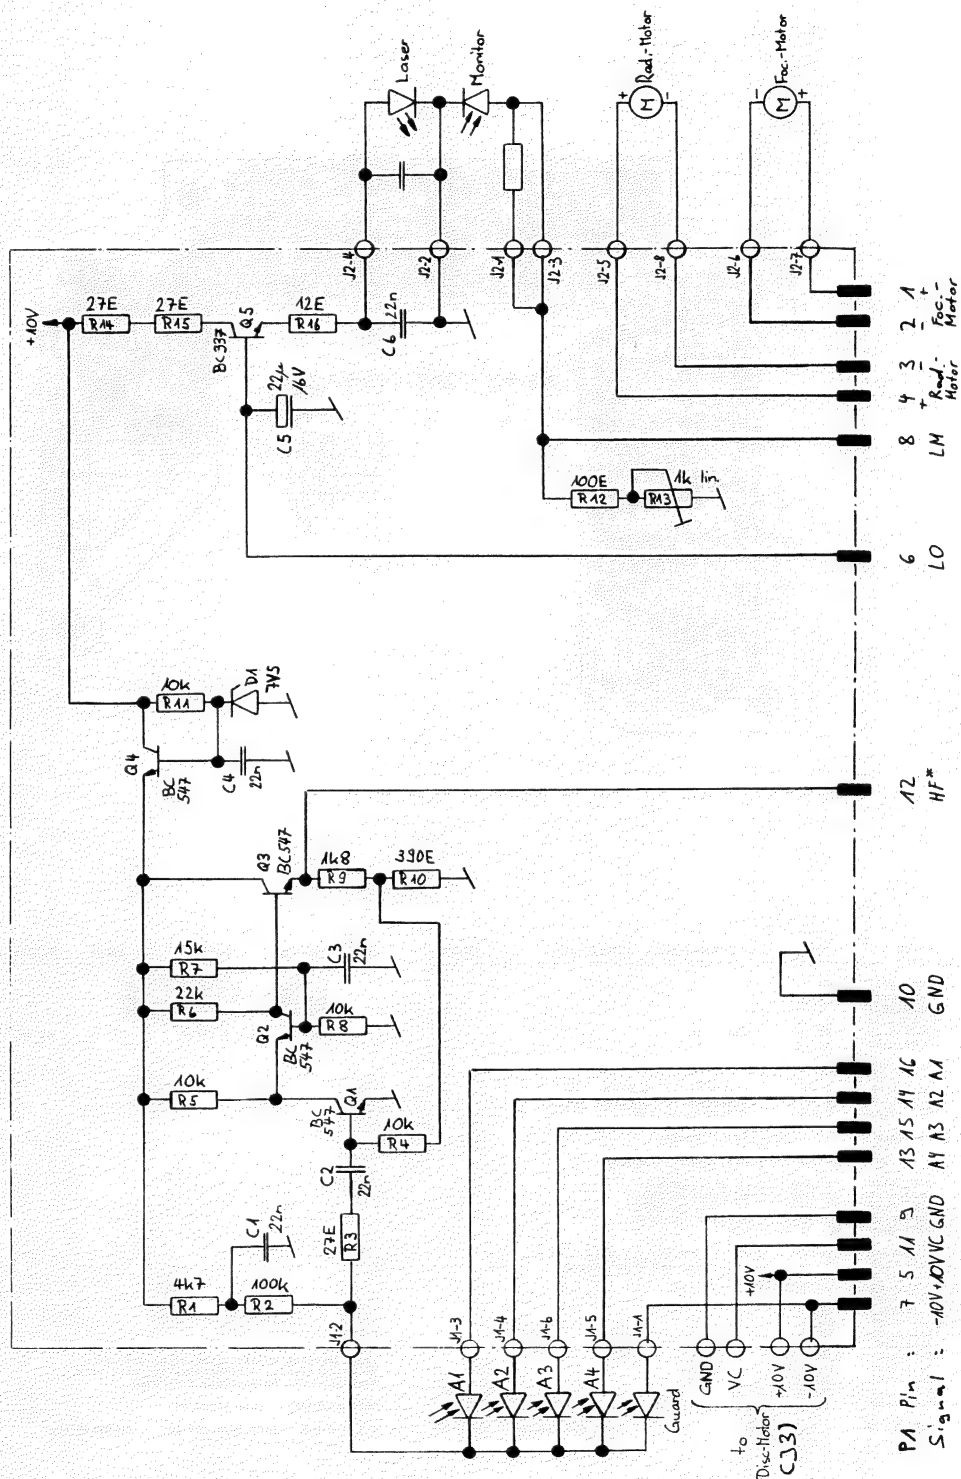 Laser
Monitor
+ Rad.-Motor
M
-
- Foc.-Motor
M
+
J2-4
J2-2
J2-1
J2-3
J2-5
J2-8
J2-6
J2-7
+10V
27E
R14
27E
R15
BC337
Q5
12E
R16
C6
22n
C5
22µ
16V
100E
R12
1k lin
R13
1
+
2
-
Foc.-
Motor
3
-
4
+
Rad.-
Motor
8
LM
6
LO
10k
R11
D1
7V5
Q4
BC
547
C4
22n
Q3
BC547
1k8
R9
390E
R10
12
HF*
15k
R7
C3
22n
22k
R6
Q2
BC
547
10k
R8
10k
R5
BC
547
Q1
10k
R4
C2
22n
27E
R3
C1
22n
4k7
R1
100k
R2
10
GND
16
A1
14
A2
15
A3
13
A4
9
GND
11
VC
5
+10V
7
-10V
+10V
J1-2
J1-3
J1-4
J1-6
J1-5
J1-1
A1
A2
A3
A4
Guard
GND
VC
+10V
-10V
to
Disc-Motor
(J3)
P1 Pin :
Signal :